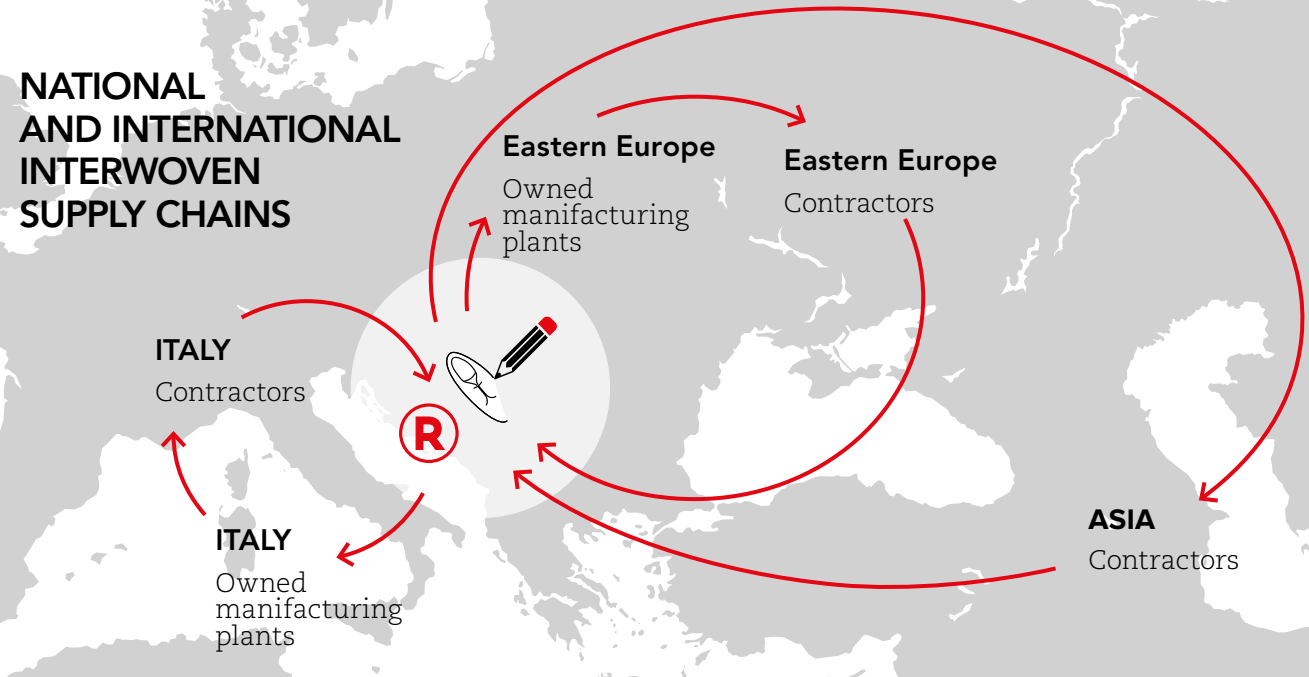 NATIONAL
AND INTERNATIONAL
INTERWOVEN
SUPPLY CHAINS
Eastern Europe
Owned
manifacturing
plants
Eastern Europe
Contractors
ITALY
Contractors
R
ITALY
Owned
manifacturing
plants
ASIA
Contractors